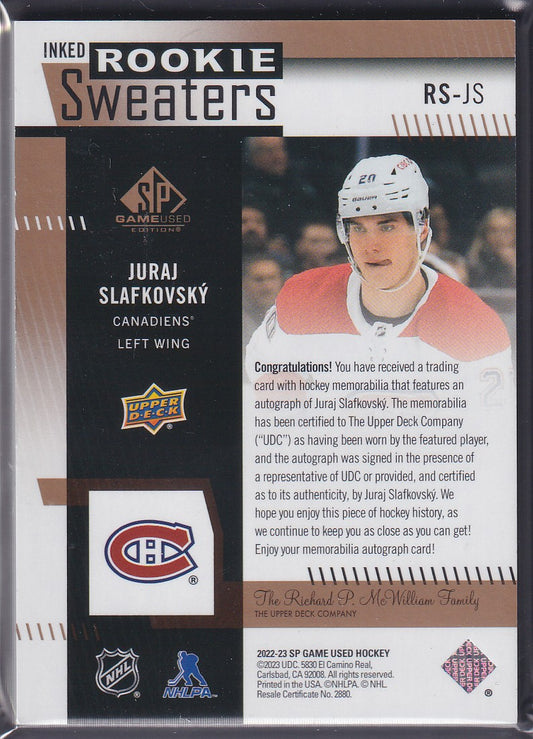 INKED
ROOKIE
Sweaters
RS-JS
SP
GAMEUSED
EDITION®
JURAJ
SLAFKOVSKÝ
CANADIENS®
LEFT WING
UPPER
DECK
®
20
BAUER
Congratulations! You have received a trading
card with hockey memorabilia that features an
autograph of Juraj Slafkovský. The memorabilia
has been certified to The Upper Deck Company
("UDC") as having been worn by the featured player,
and the autograph was signed in the presence of
a representative of UDC or provided, and certified
as to its authenticity, by Juraj Slafkovský. We
hope you enjoy this piece of hockey history, as
we continue to keep you as close as you can get!
Enjoy your memorabilia autograph card!
®
The Richard P. McWilliam Family
THE UPPER DECK COMPANY
NHL
NHLPA
2022-23 SP GAME USED HOCKEY
©2023 UDC. 5830 El Camino Real,
Carlsbad, CA 92008. All rights reserved.
Printed in the USA. ©NHLPA. © NHL.
Resale Certificate No. 2880.
®